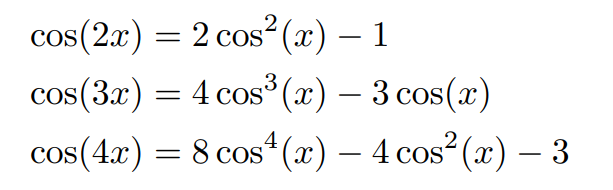 cos(2x) = 2 cos²(x) − 1
cos(3x) = 4 cos³(x) − 3 cos(x)
cos(4x) = 8 cos⁴(x) − 4 cos²(x) − 3